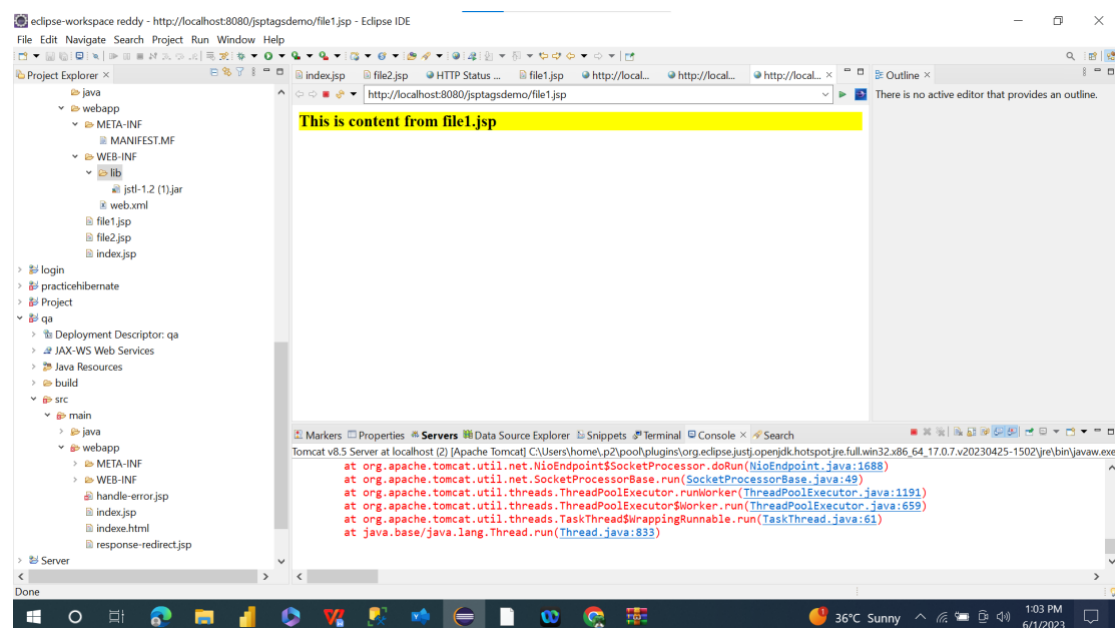 eclipse-workspace reddy - http://localhost:8080/jsptagsdemo/file1.jsp - Eclipse IDE
File Edit Navigate Search Project Run Window Help
Project Explorer
java
webapp
META-INF
MANIFEST.MF
WEB-INF
lib
jstl-1.2 (1).jar
web.xml
file1.jsp
file2.jsp
index.jsp
login
practicehibernate
Project
qa
Deployment Descriptor: qa
JAX-WS Web Services
Java Resources
build
src
main
java
webapp
META-INF
WEB-INF
handle-error.jsp
index.jsp
indexe.html
response-redirect.jsp
Server
index.jsp file2.jsp HTTP Status ... file1.jsp http://local... http://local... http://local...
http://localhost:8080/jsptagsdemo/file1.jsp
This is content from file1.jsp
Outline
There is no active editor that provides an outline.
Markers Properties Servers Data Source Explorer Snippets Terminal Console Search
Tomcat v8.5 Server at localhost (2) [Apache Tomcat] C:\Users\home\.p2\pool\plugins\org.eclipse.justj.openjdk.hotspot.jre.full.win32.x86_64_17.0.7.v20230425-1502\jre\bin\javaw.exe
at org.apache.tomcat.util.net.NioEndpoint$SocketProcessor.doRun(NioEndpoint.java:1688)
at org.apache.tomcat.util.net.SocketProcessorBase.run(SocketProcessorBase.java:49)
at org.apache.tomcat.util.threads.ThreadPoolExecutor.runWorker(ThreadPoolExecutor.java:1191)
at org.apache.tomcat.util.threads.ThreadPoolExecutor$Worker.run(ThreadPoolExecutor.java:659)
at org.apache.tomcat.util.threads.TaskThread$WrappingRunnable.run(TaskThread.java:61)
at java.base/java.lang.Thread.run(Thread.java:833)
Done
36°C Sunny
1:03 PM
6/1/2023